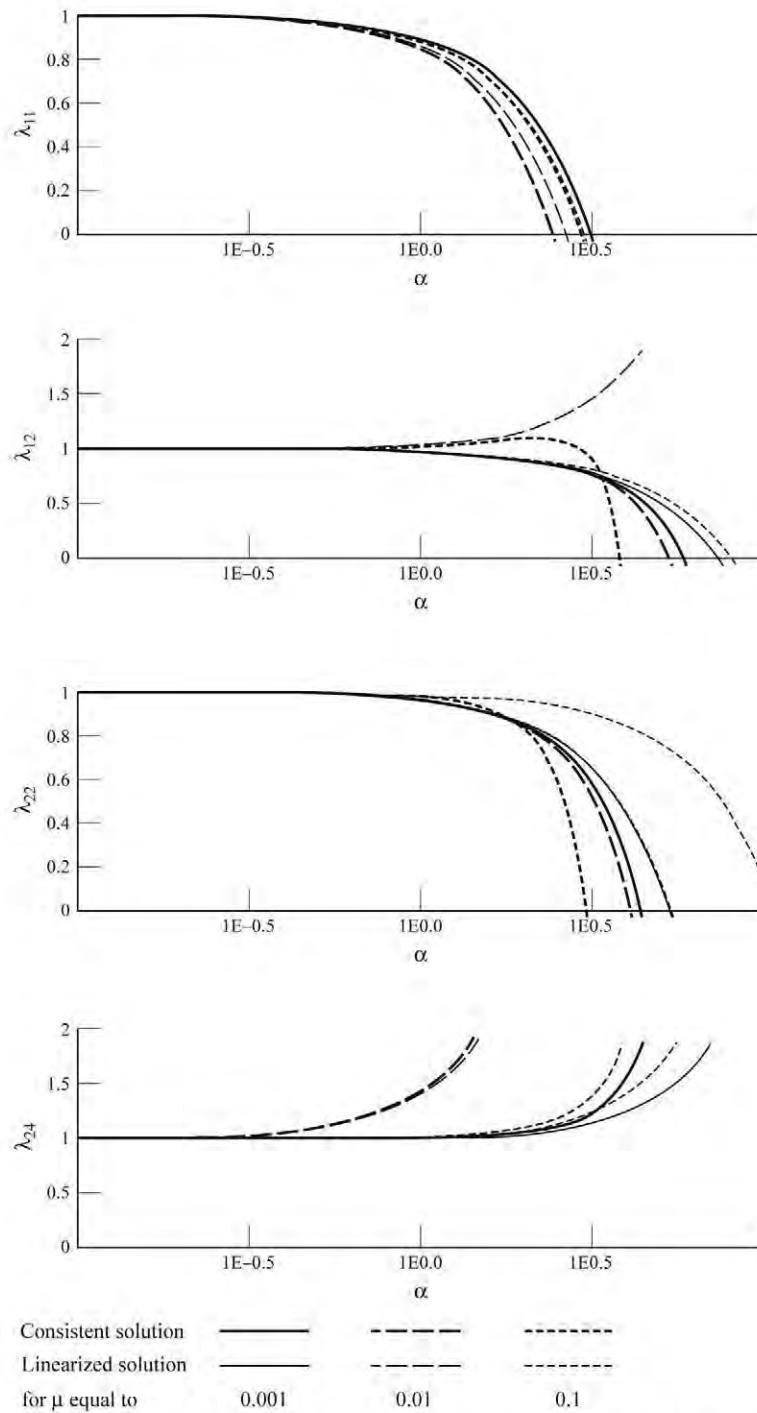 1
0.8
0.6
0.4
0.2
0
λ11
1E–0.5
1E0.0
1E0.5
α
2
1.5
1
0.5
0
λ12
1E–0.5
1E0.0
1E0.5
α
1
0.8
0.6
0.4
0.2
0
λ22
1E–0.5
1E0.0
1E0.5
α
2
1.5
1
0.5
0
λ24
1E–0.5
1E0.0
1E0.5
α
Consistent solution
Linearized solution
for μ equal to 0.001 0.01 0.1